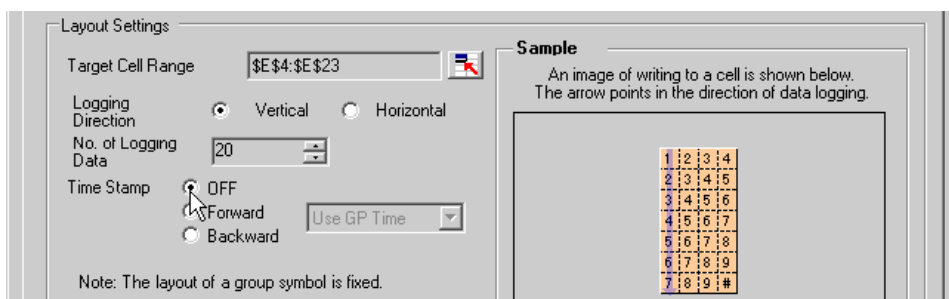 Layout Settings
Target Cell Range $E$4:$E$23
Logging Direction Vertical Horizontal
No. of Logging Data 20
Time Stamp OFF
Forward Use GP Time
Backward
Note: The layout of a group symbol is fixed.
Sample
An image of writing to a cell is shown below.
The arrow points in the direction of data logging.
1 2 3 4
2 3 4 5
3 4 5 6
4 5 6 7
5 6 7 8
6 7 8 9
7 8 9 #